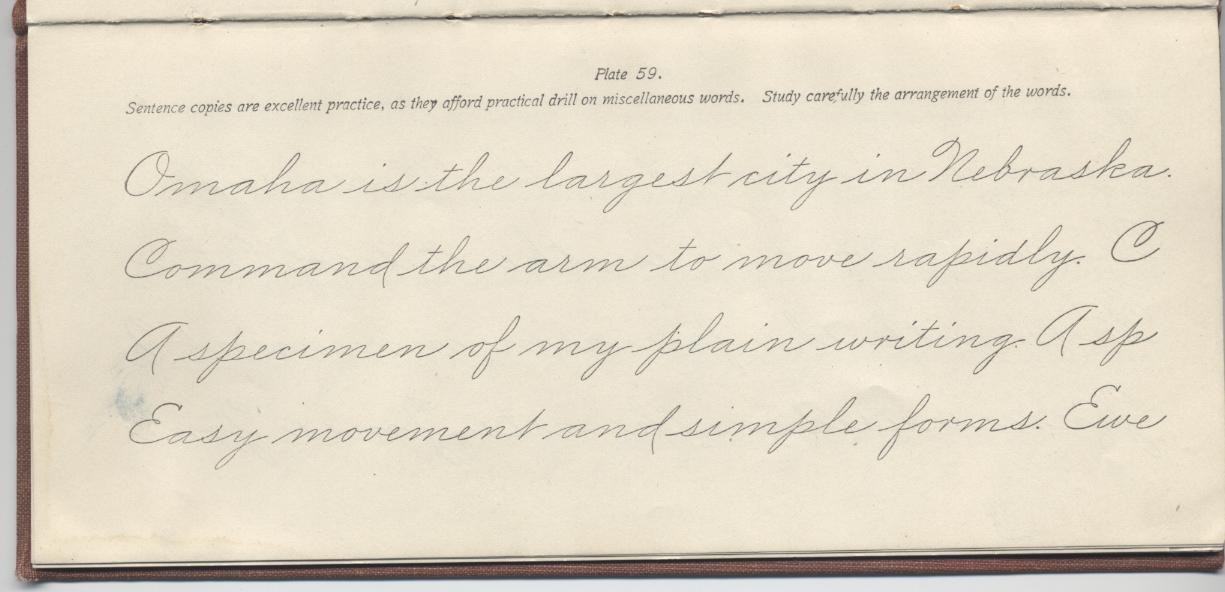 Plate 59.
Sentence copies are excellent practice, as they afford practical drill on miscellaneous words. Study carefully the arrangement of the words.
Omaha is the largest city in Nebraska.
Command the arm to move rapidly. C
A specimen of my plain writing. A sp
Easy movement and simple forms. Ewe